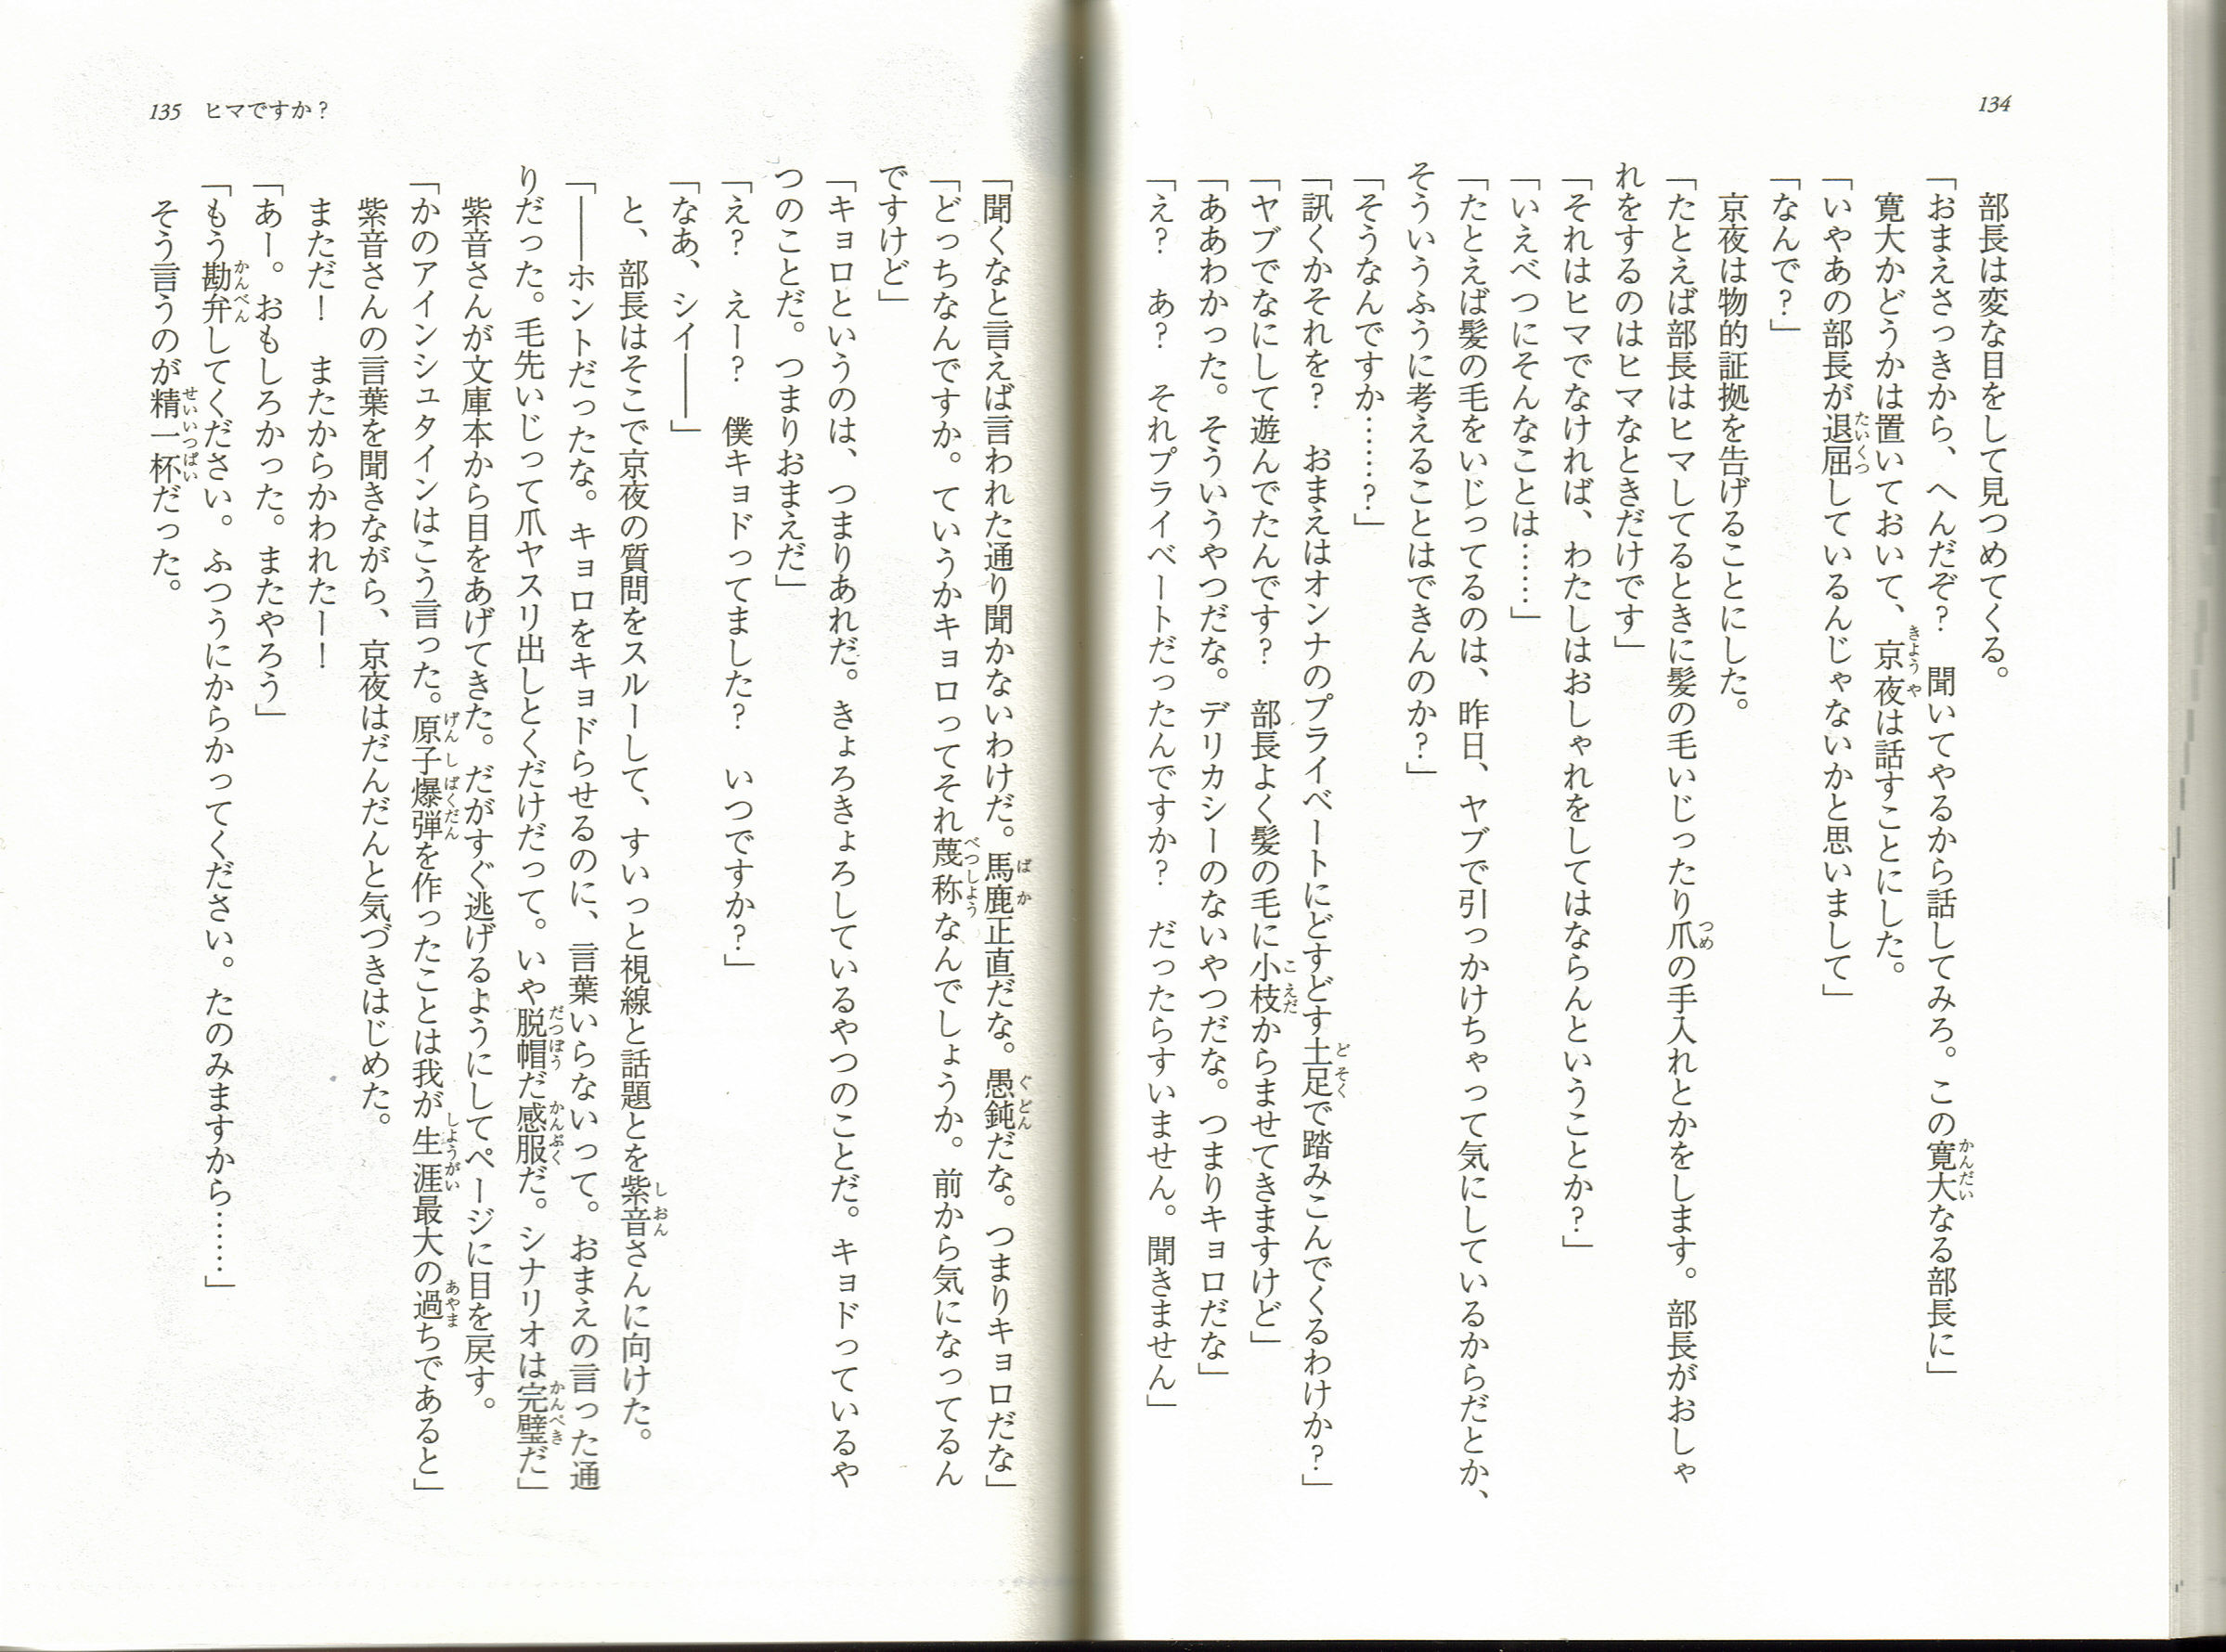 134
部長は変な目をして見つめてくる。
「おまえさっきから、へんだぞ？　聞いてやるから話してみろ。この寛大なる部長に」
寛大かどうかは置いておいて、京夜は話すことにした。
「いやあの部長が退屈しているんじゃないかと思いまして」
「なんで？」
京夜は物的証拠を告げることにした。
「たとえば部長はヒマしてるときに髪の毛いじったり爪の手入れとかをします。部長がおしゃ
れをするのはヒマなときだけです」
「それはヒマでなければ、わたしはおしゃれをしてはならんということか？」
「いえべつにそんなことは……」
「たとえば髪の毛をいじってるのは、昨日、ヤブで引っかけちゃって気にしているからだとか、
そういうふうに考えることはできんのか？」
「そうなんですか……？」
「訊くかそれを？　おまえはオンナのプライベートにどすどす土足で踏みこんでくるわけか？」
「ヤブでなにして遊んでたんです？　部長よく髪の毛に小枝からませてきますけど」
「ああわかった。そういうやつだな。デリカシーのないやつだな。つまりキョロだな」
「え？　あ？　それプライベートだったんですか？　だったらすいません。聞きません」
135　ヒマですか？
「聞くなと言えば言われた通り聞かないわけだ。馬鹿正直だな。愚鈍だな。つまりキョロだな」
「どっちなんですか。ていうかキョロってそれ蔑称なんでしょうか。前から気になってるん
ですけど」
「キョロというのは、つまりあれだ。きょろきょろしているやつのことだ。キョドっているや
つのことだ。つまりおまえだ」
「え？　えー？　僕キョドってました？　いつですか？」
「なあ、シイ――」
と、部長はそこで京夜の質問をスルーして、すいっと視線と話題とを紫音さんに向けた。
「――ホントだったな。キョロをキョドらせるのに、言葉いらないって。おまえの言った通
りだった。毛先いじって爪ヤスリ出しとくだけだって。いや脱帽だ感服だ。シナリオは完璧だ」
紫音さんが文庫本から目をあげてきた。だがすぐ逃げるようにしてページに目を戻す。
「かのアインシュタインはこう言った。原子爆弾を作ったことは我が生涯最大の過ちであると」
紫音さんの言葉を聞きながら、京夜はだんだんと気づきはじめた。
まただ！　またからかわれたーー！
「あー。おもしろかった。またやろう」
「もう勘弁してください。ふつうにからかってください。たのみますから……」
そう言うのが精一杯だった。